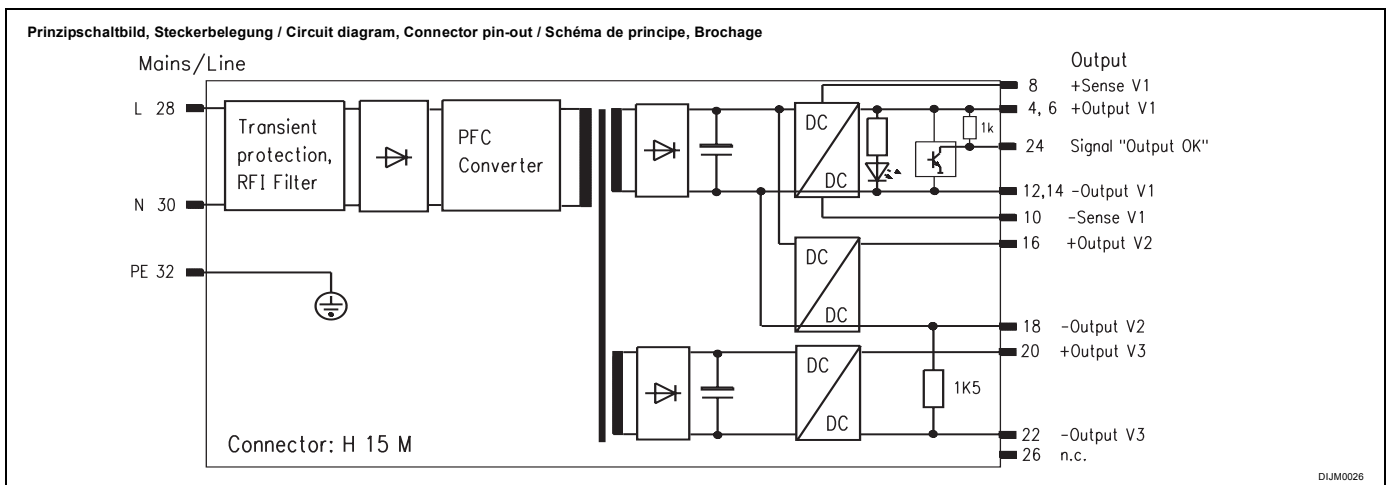 Prinzipschaltbild, Steckerbelegung / Circuit diagram, Connector pin-out / Schéma de principe, Brochage
Mains/Line
Output
8 +Sense V1
L 28
4, 6 +Output V1
Transient
protection,
RFI Filter
PFC
Converter
DC
DC
1k
24 Signal "Output OK"
N 30
12,14 -Output V1
10 -Sense V1
16 +Output V2
PE 32
DC
DC
18 -Output V2
20 +Output V3
DC
DC
1K5
Connector: H 15 M
22 -Output V3
26 n.c.
DIJM0026